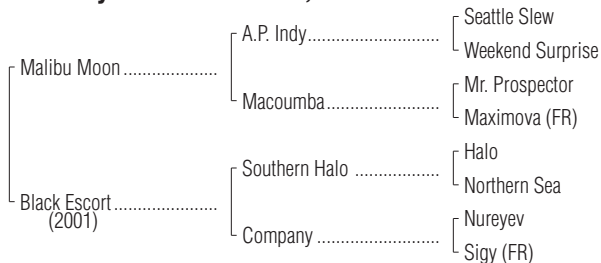 Seattle Slew
A.P. Indy
Weekend Surprise
Malibu Moon
Mr. Prospector
Macoumba
Maximova (FR)
Halo
Southern Halo
Northern Sea
Black Escort
(2001)
Nureyev
Company
Sigy (FR)